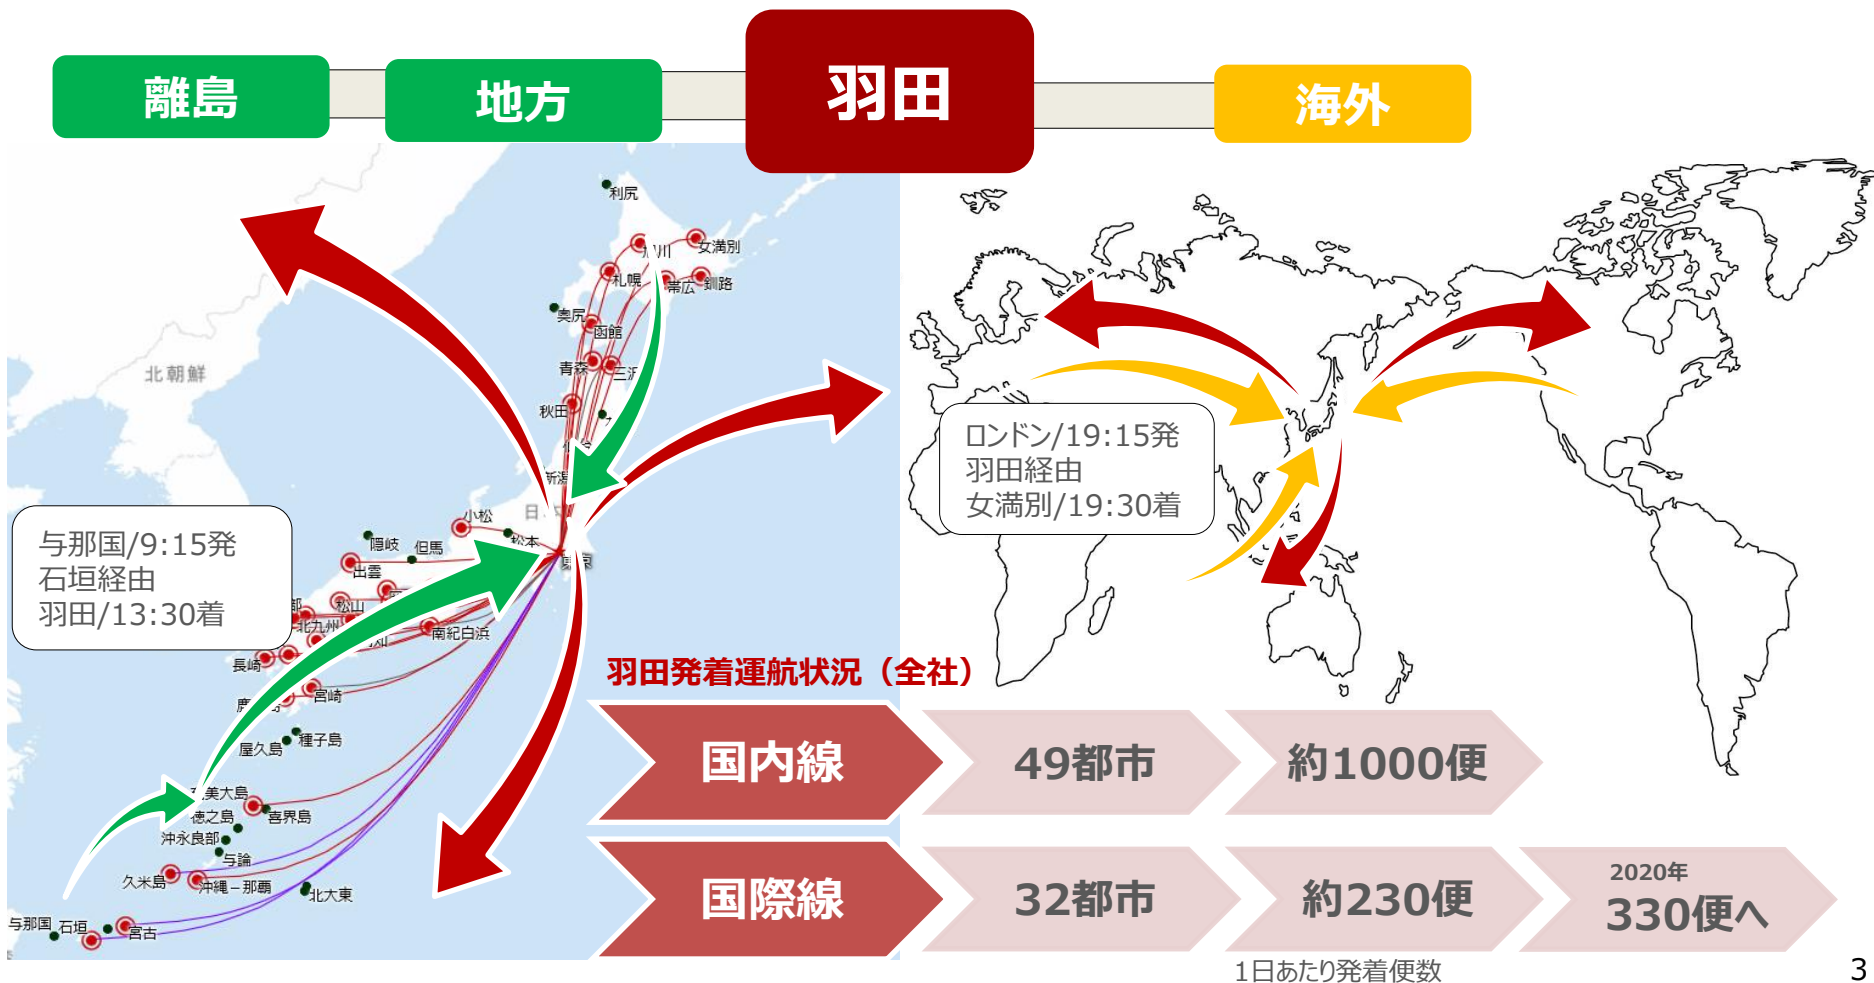 離島
地方
羽田
海外
利尻
女満別
札幌
帯広
釧路
奥尻
函館
青森
北朝鮮
秋田
ロンドン/19:15発
羽田経由
女満別/19:30着
小松
松本
隠岐
但馬
出雲
与那国/9:15発
石垣経由
羽田/13:30着
松山
北九州
南紀白浜
長崎
宮崎
羽田発着運航状況（全社）
屋久島
種子島
国内線
49都市
約1000便
喜界島
徳之島
沖永良部
与論
久米島
沖縄－那覇
北大東
国際線
32都市
約230便
2020年
330便へ
与那国
石垣
宮古
1日あたり発着便数
3